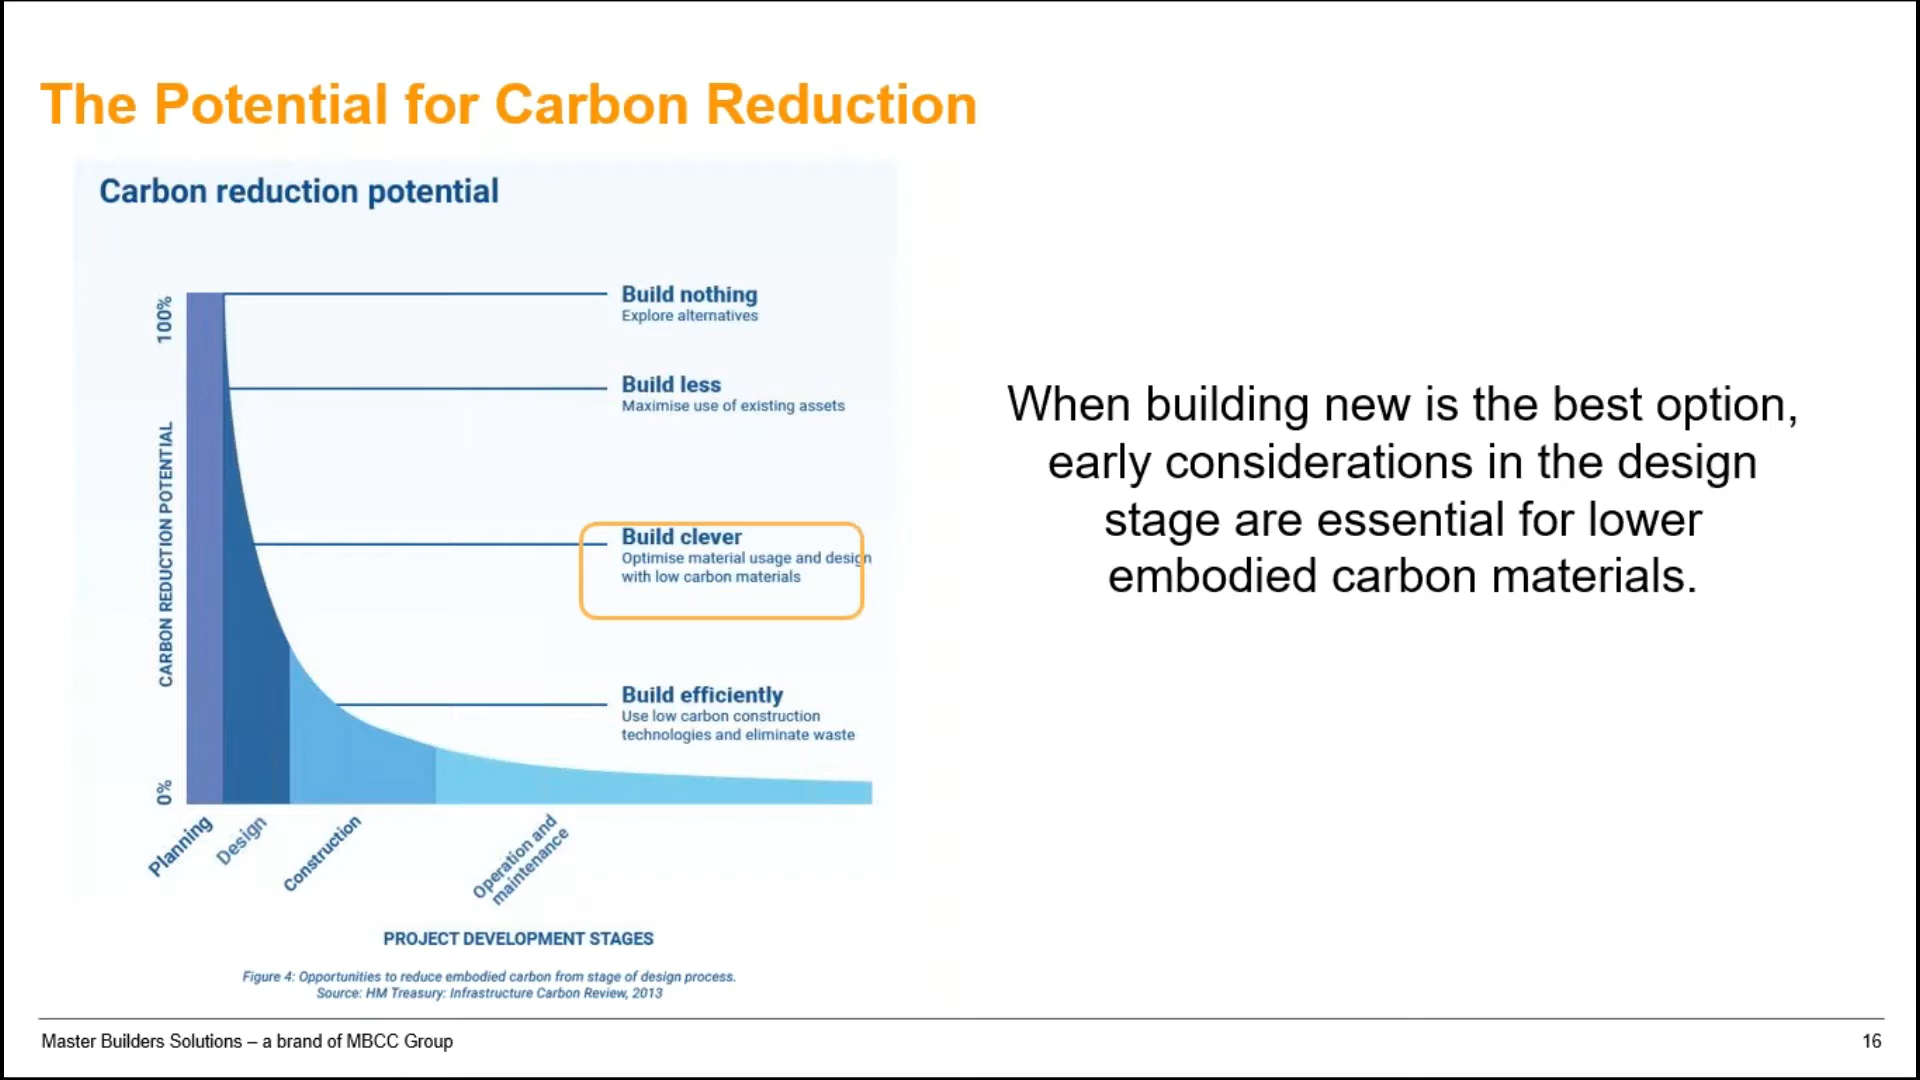 The Potential for Carbon Reduction
Carbon reduction potential
100%
CARBON REDUCTION POTENTIAL
0%
Build nothing
Explore alternatives
Build less
Maximise use of existing assets
Build clever
Optimise material usage and design
with low carbon materials
Build efficiently
Use low carbon construction
technologies and eliminate waste
Planning
Design
Construction
Operation and
maintenance
PROJECT DEVELOPMENT STAGES
Figure 4: Opportunities to reduce embodied carbon from stage of design process.
Source: HM Treasury: Infrastructure Carbon Review, 2013
When building new is the best option,
early considerations in the design
stage are essential for lower
embodied carbon materials.
Master Builders Solutions – a brand of MBCC Group
16